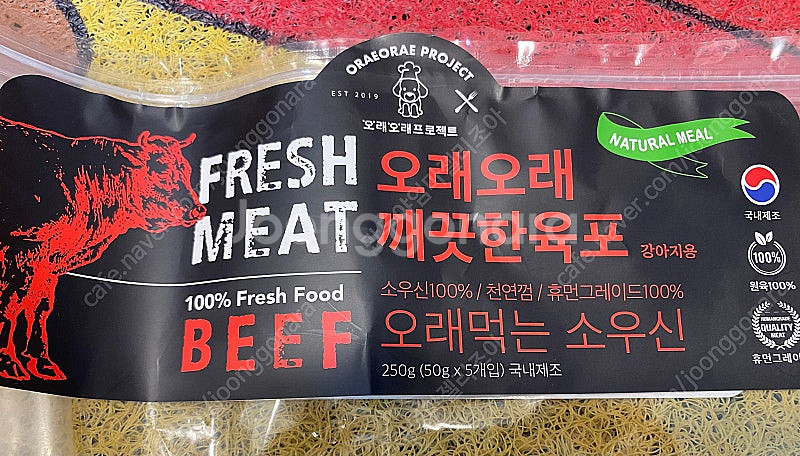 ORAEORAE PROJECT
EST 2019
오래오래프로젝트
NATURAL MEAL
FRESH
MEAT
100% Fresh Food
BEEF
오래오래
깨끗한육포 강아지용
소우신100% / 천연껌 / 휴먼그레이드100%
오래먹는 소우신
250g (50g x 5개입) 국내제조
국내제조
100%
원육100%
HUMANGRADE
QUALITY
MEAT
휴먼그레이
joonggonara